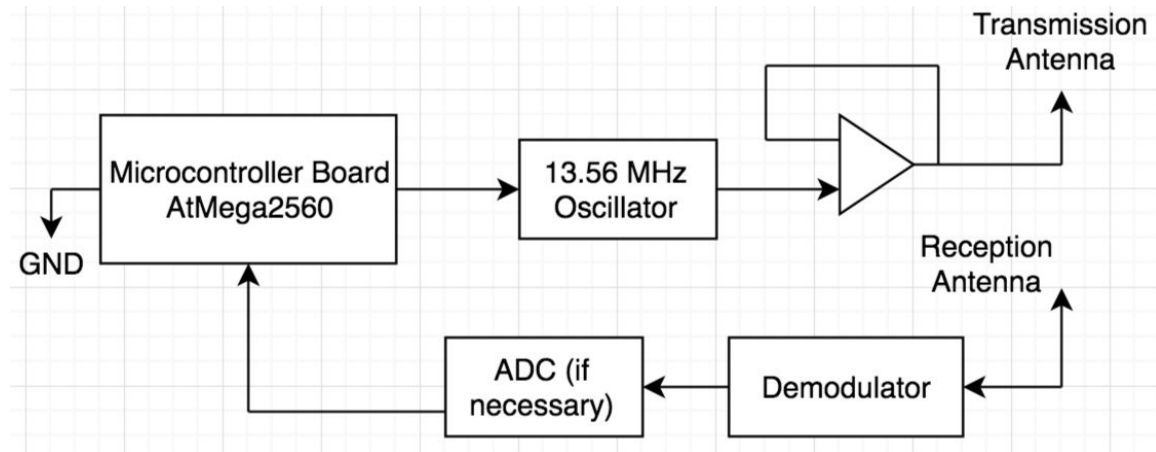 Transmission
Antenna
Microcontroller Board
AtMega2560
13.56 MHz
Oscillator
GND
Reception
Antenna
ADC (if
necessary)
Demodulator